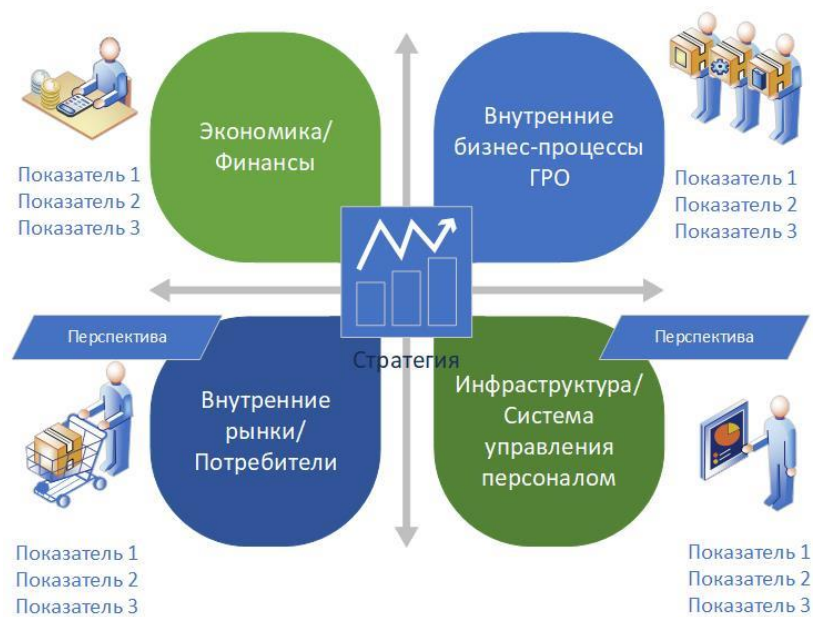 Экономика/
Финансы
Внутренние
бизнес-процессы
ГРО
Показатель 1
Показатель 2
Показатель 3
Показатель 1
Показатель 2
Показатель 3
Перспектива
Перспектива
Стратегия
Внутренние
рынки/
Потребители
Инфраструктура/
Система
управления
персоналом
Показатель 1
Показатель 2
Показатель 3
Показатель 1
Показатель 2
Показатель 3